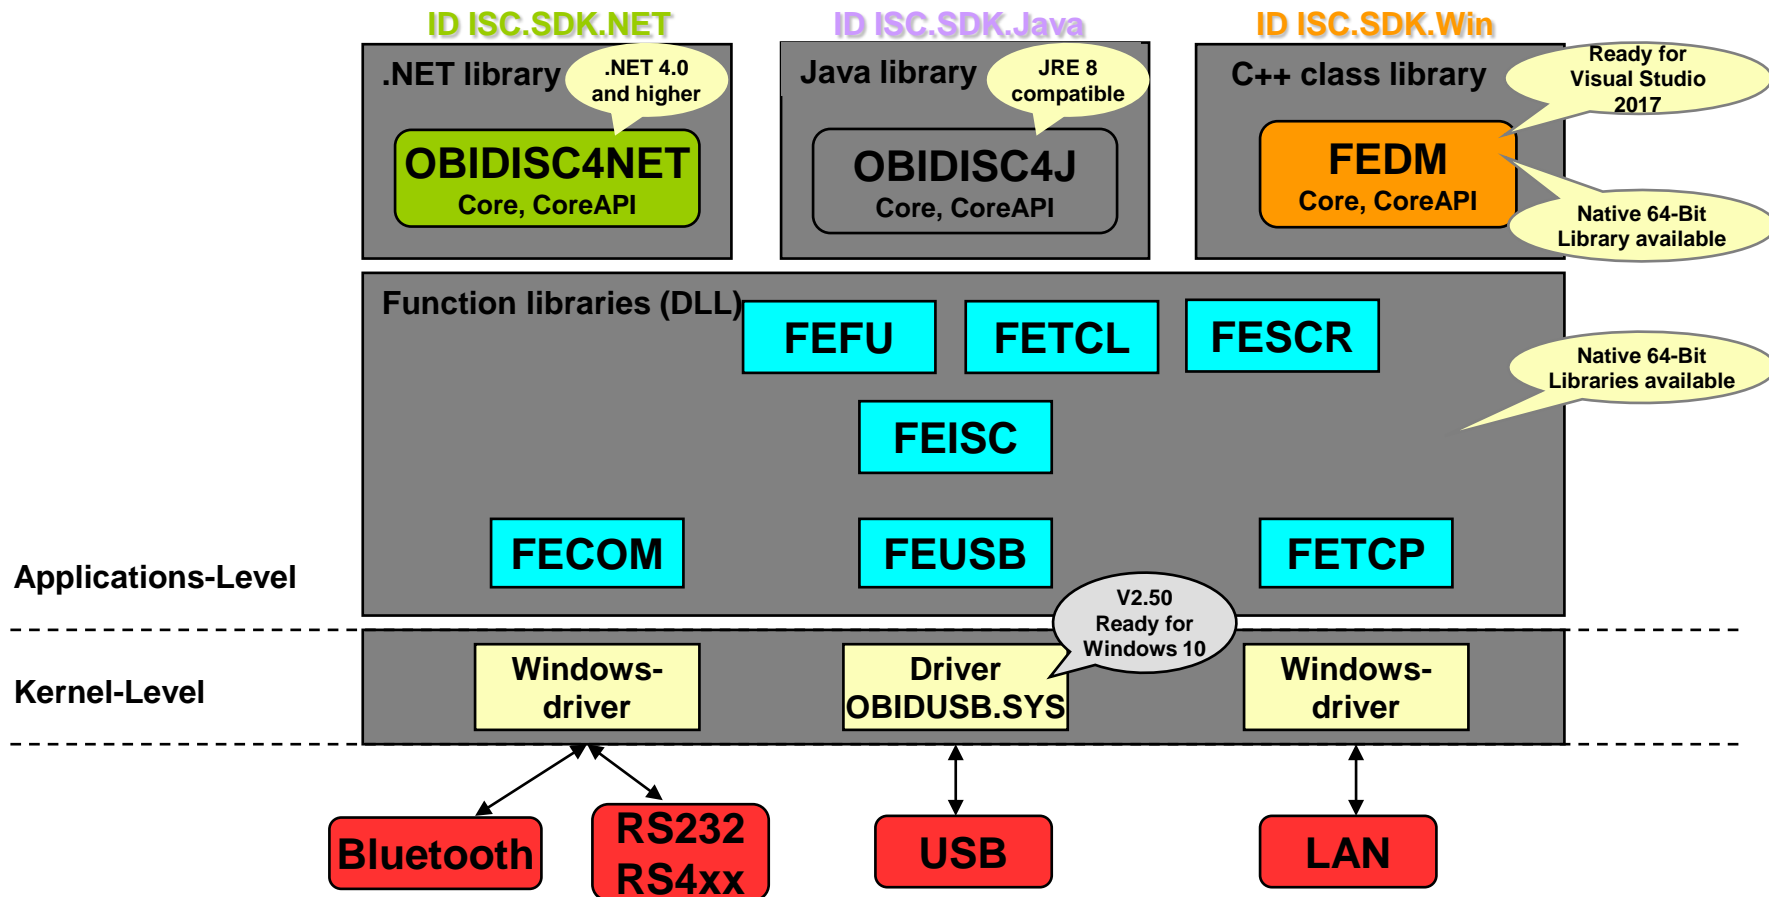 ID ISC.SDK.NET
ID ISC.SDK.Java
ID ISC.SDK.Win
.NET library
.NET 4.0
and higher
OBIDISC4NET
Core, CoreAPI
Java library
JRE 8
compatible
OBIDISC4J
Core, CoreAPI
C++ class library
Ready for
Visual Studio
2017
FEDM
Core, CoreAPI
Native 64-Bit
Library available
Function libraries (DLL)
FEFU
FETCL
FESCR
Native 64-Bit
Libraries available
FEISC
FECOM
FEUSB
FETCP
Applications-Level
V2.50
Ready for
Windows 10
Kernel-Level
Windows-
driver
Driver
OBIDUSB.SYS
Windows-
driver
Bluetooth
RS232
RS4xx
USB
LAN